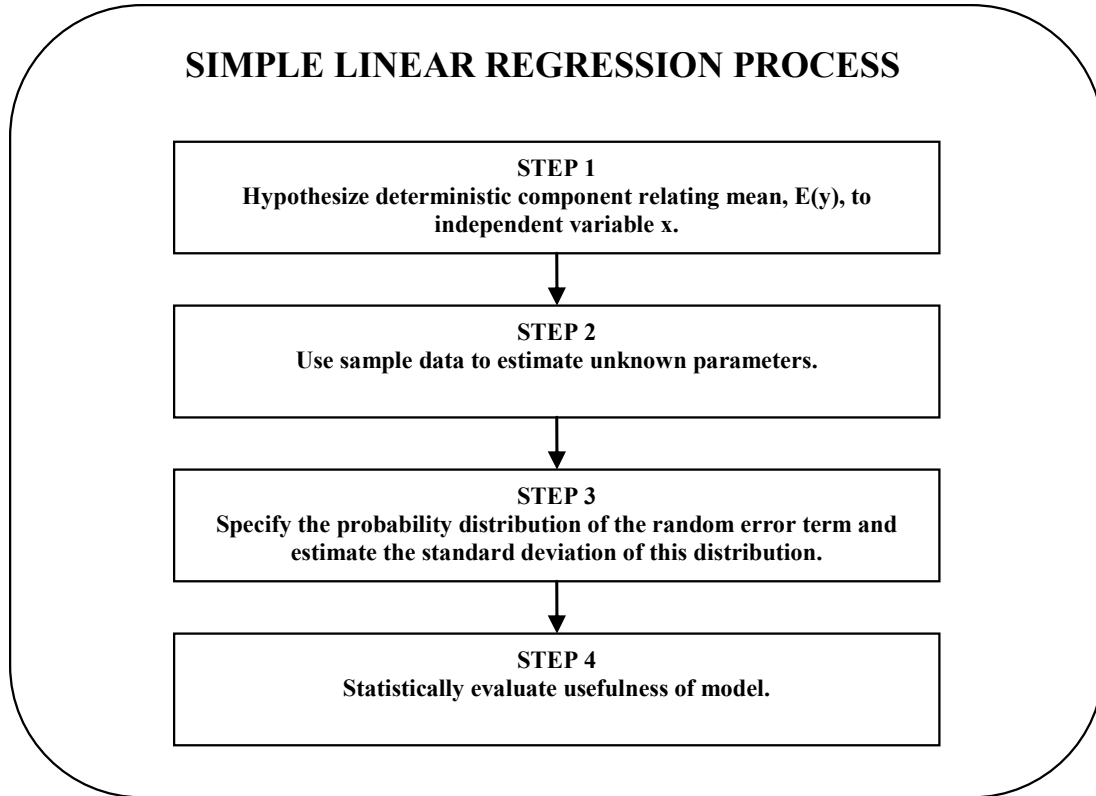 SIMPLE LINEAR REGRESSION PROCESS
STEP 1
Hypothesize deterministic component relating mean, E(y), to
independent variable x.
STEP 2
Use sample data to estimate unknown parameters.
STEP 3
Specify the probability distribution of the random error term and
estimate the standard deviation of this distribution.
STEP 4
Statistically evaluate usefulness of model.